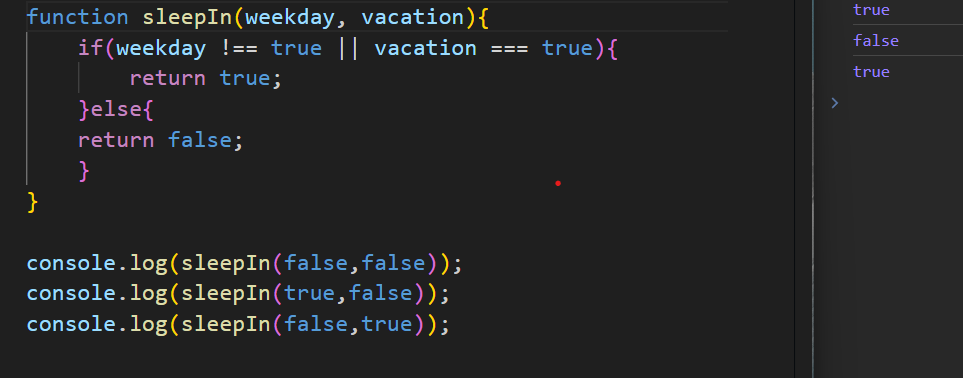 function sleepIn(weekday, vacation){
    if(weekday !== true || vacation === true){
        return true;
    }else{
    return false;
    }
}

console.log(sleepIn(false,false));
console.log(sleepIn(true,false));
console.log(sleepIn(false,true));
true
false
true